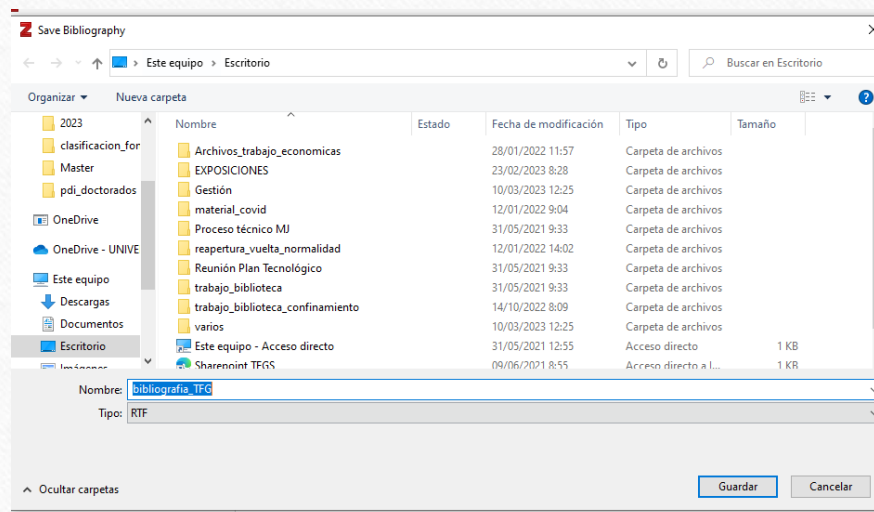 Z Save Bibliography
Este equipo > Escritorio
Buscar en Escritorio
Organizar
Nueva carpeta
2023
clasificacion_for
Master
pdi_doctorados
OneDrive
OneDrive - UNIVE
Este equipo
Descargas
Documentos
Escritorio
Imágenes
Nombre Estado Fecha de modificación Tipo Tamaño
Archivos_trabajo_economicas 28/01/2022 11:57 Carpeta de archivos
EXPOSICIONES 23/02/2023 8:28 Carpeta de archivos
Gestión 10/03/2023 12:25 Carpeta de archivos
material_covid 12/01/2022 9:04 Carpeta de archivos
Proceso técnico MJ 31/05/2021 9:33 Carpeta de archivos
reapertura_vuelta_normalidad 12/01/2022 14:02 Carpeta de archivos
Reunión Plan Tecnológico 31/05/2021 9:33 Carpeta de archivos
trabajo_biblioteca 31/05/2021 9:33 Carpeta de archivos
trabajo_biblioteca_confinamiento 14/10/2022 8:09 Carpeta de archivos
varios 10/03/2023 12:25 Carpeta de archivos
Este equipo - Acceso directo 31/05/2021 12:55 Acceso directo 1 KB
Sharepoint TFGS 09/06/2021 8:55 Acceso directo a I... 1 KB
Nombre: bibliografia_TFG
Tipo: RTF
Ocultar carpetas
Guardar
Cancelar